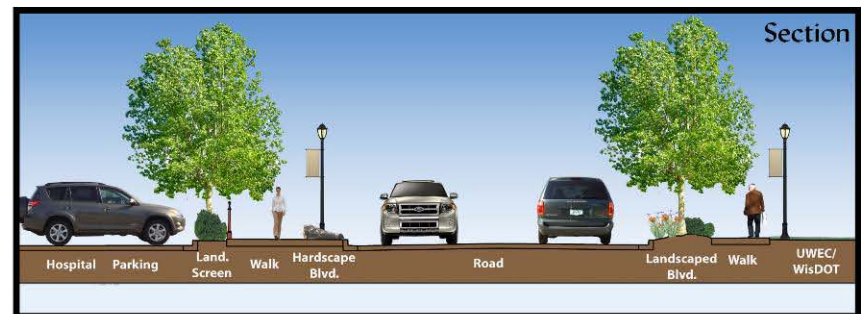 Section
Hospital Parking
Land.
Screen
Walk
Hardscape
Blvd.
Road
Landscaped
Blvd.
Walk
UWEC/
WisDOT